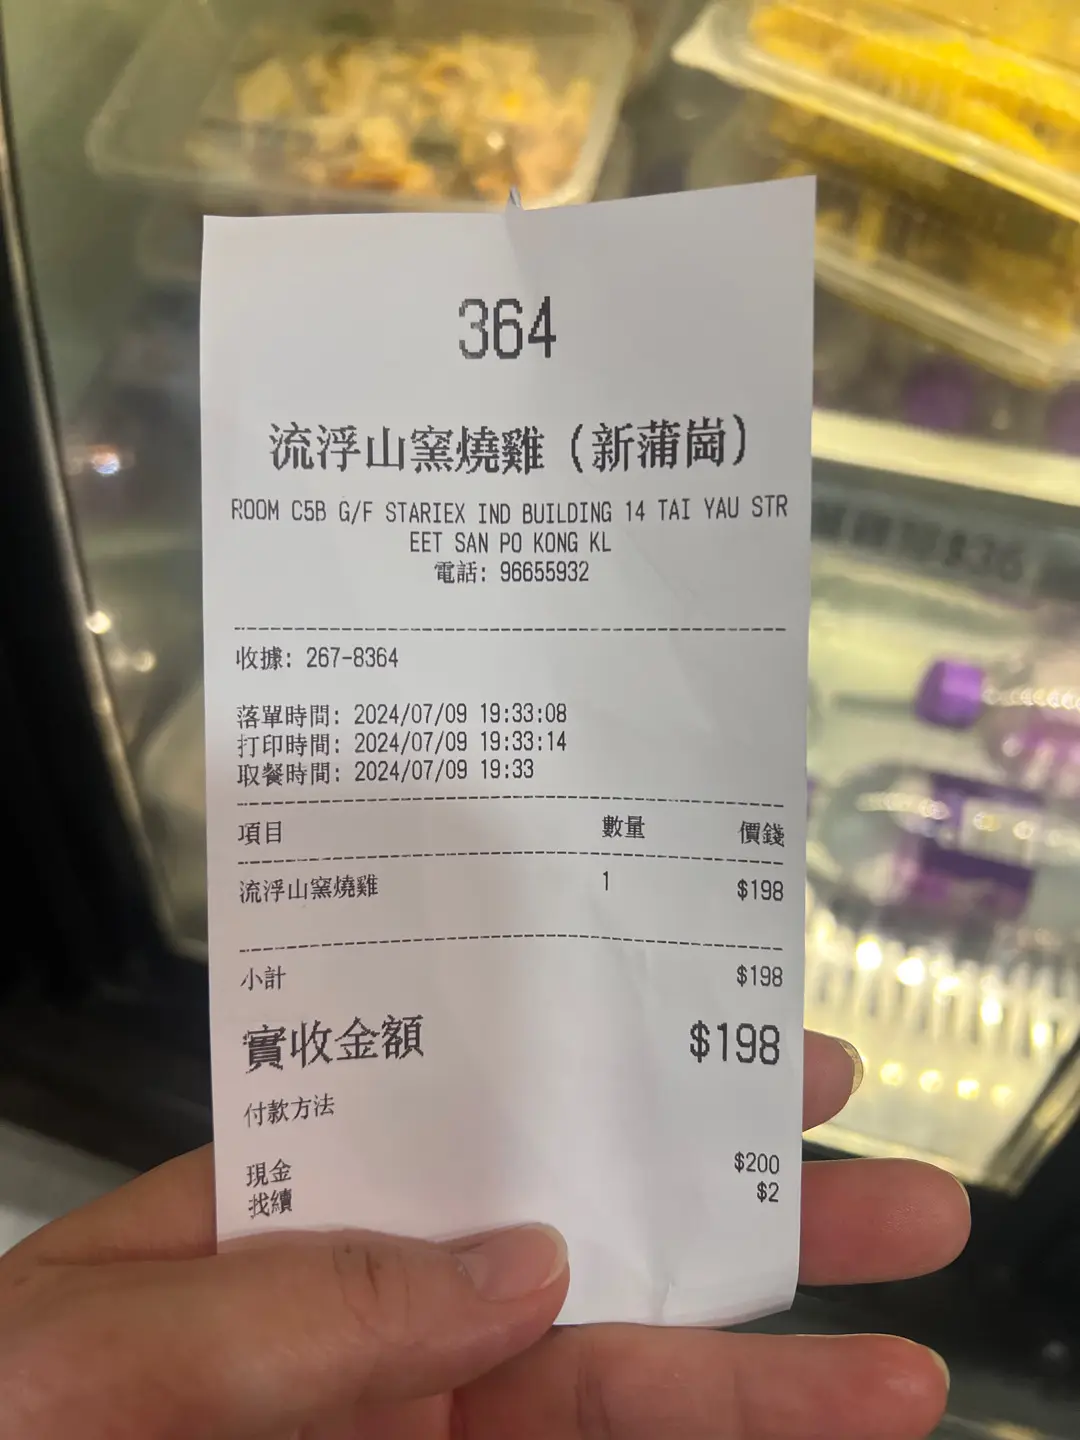 364
流浮山窯燒雞（新蒲崗）
ROOM C5B G/F STARIEX IND BUILDING 14 TAI YAU STR
EET SAN PO KONG KL
電話: 96655932
收據: 267-8364
落單時間: 2024/07/09 19:33:08
打印時間: 2024/07/09 19:33:14
取餐時間: 2024/07/09 19:33
項目 數量 價錢
流浮山窯燒雞 1 $198
小計 $198
實收金額 $198
付款方法
現金 $200
找續 $2